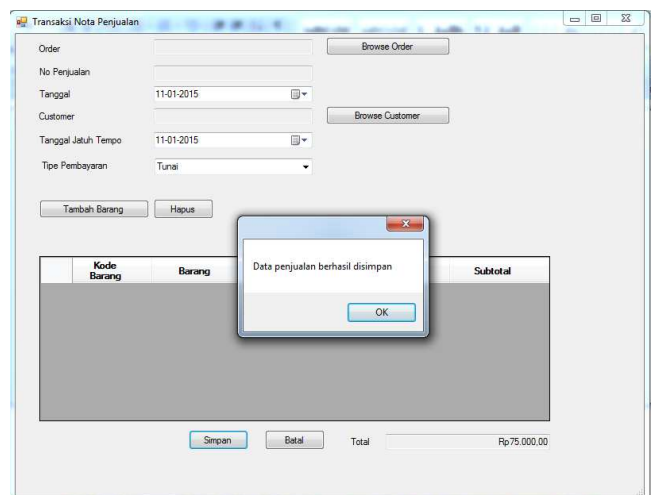 Transaksi Nota Penjualan
Order
Browse Order
No Penjualan
Tanggal 11-01-2015
Customer
Browse Customer
Tanggal Jatuh Tempo 11-01-2015
Tipe Pembayaran Tunai
Tambah Barang Hapus
Data penjualan berhasil disimpan
OK
Kode Barang Barang Subtotal
Simpan Batal Total Rp75.000,00